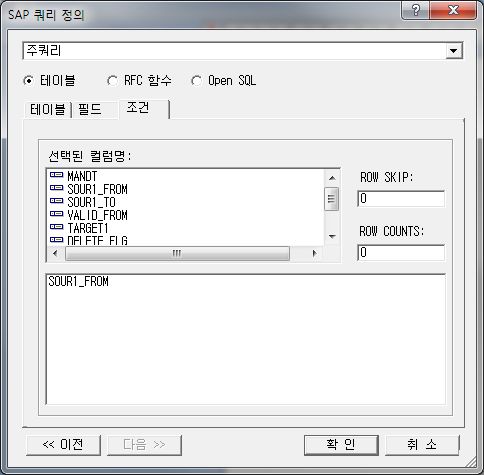 SAP 쿼리 정의
주쿼리
테이블 RFC 함수 Open SQL
테이블 필드 조건
선택된 컬럼명:
MANDT
SOUR1_FROM
SOUR1_TO
VALID_FROM
TARGET1
DELETE_FLG
ROW SKIP:
0
ROW COUNTS:
0
SOUR1_FROM
<< 이전 다음 >> 확 인 취 소